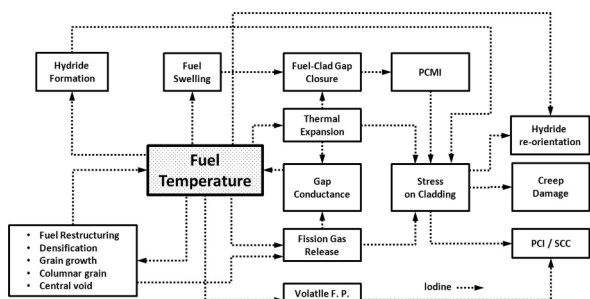 Hydride
Formation
Fuel
Swelling
Fuel-Clad Gap
Closure
PCMI
Thermal
Expansion
Hydride
re-orientation
Fuel
Temperature
Gap
Conductance
Stress
on Cladding
Creep
Damage
• Fuel Restructuring
• Densification
• Grain growth
• Columnar grain
• Central void
Fission Gas
Release
PCI / SCC
Iodine
Volatile F. P.